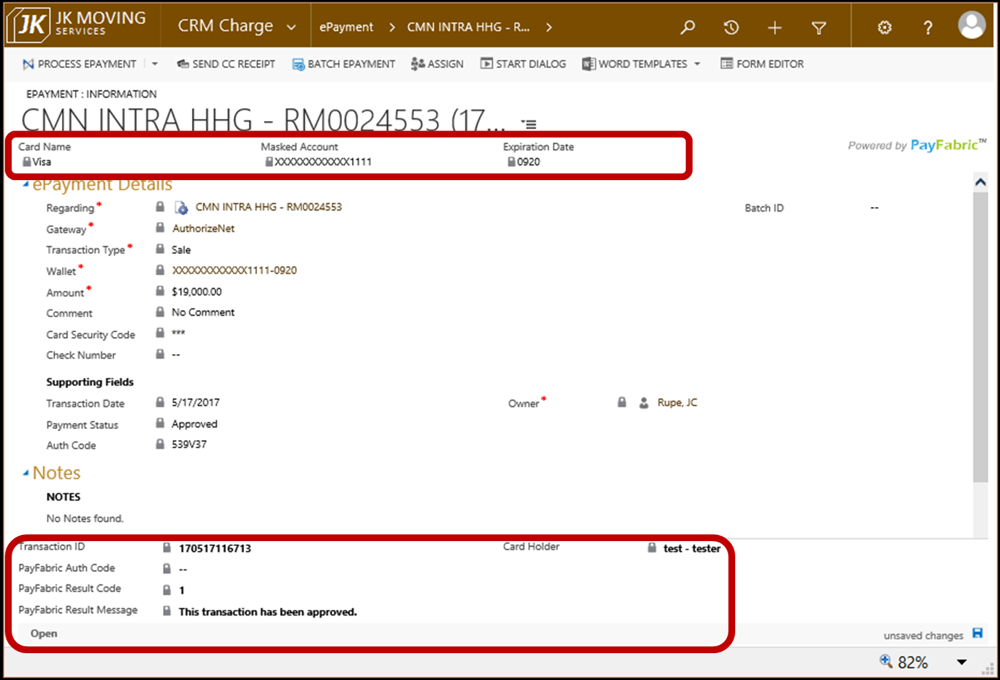 JK JK MOVING
SERVICES
CRM Charge
ePayment > CMN INTRA HHG - R... >
PROCESS EPAYMENT
SEND CC RECEIPT
BATCH EPAYMENT
ASSIGN
START DIALOG
WORD TEMPLATES
FORM EDITOR
EPAYMENT : INFORMATION
CMN INTRA HHG - RM0024553 (17...
Card Name Masked Account Expiration Date
Visa XXXXXXXXXXXX1111 0920
Powered by PayFabric™
ePayment Details
Regarding* CMN INTRA HHG - RM0024553 Batch ID --
Gateway* AuthorizeNet
Transaction Type* Sale
Wallet* XXXXXXXXXXXX1111-0920
Amount* $19,000.00
Comment No Comment
Card Security Code ***
Check Number --
Supporting Fields
Transaction Date 5/17/2017 Owner* Rupe, JC
Payment Status Approved
Auth Code 539V37
Notes
NOTES
No Notes found.
Transaction ID 170517116713 Card Holder test - tester
PayFabric Auth Code --
PayFabric Result Code 1
PayFabric Result Message This transaction has been approved.
Open unsaved changes
82%